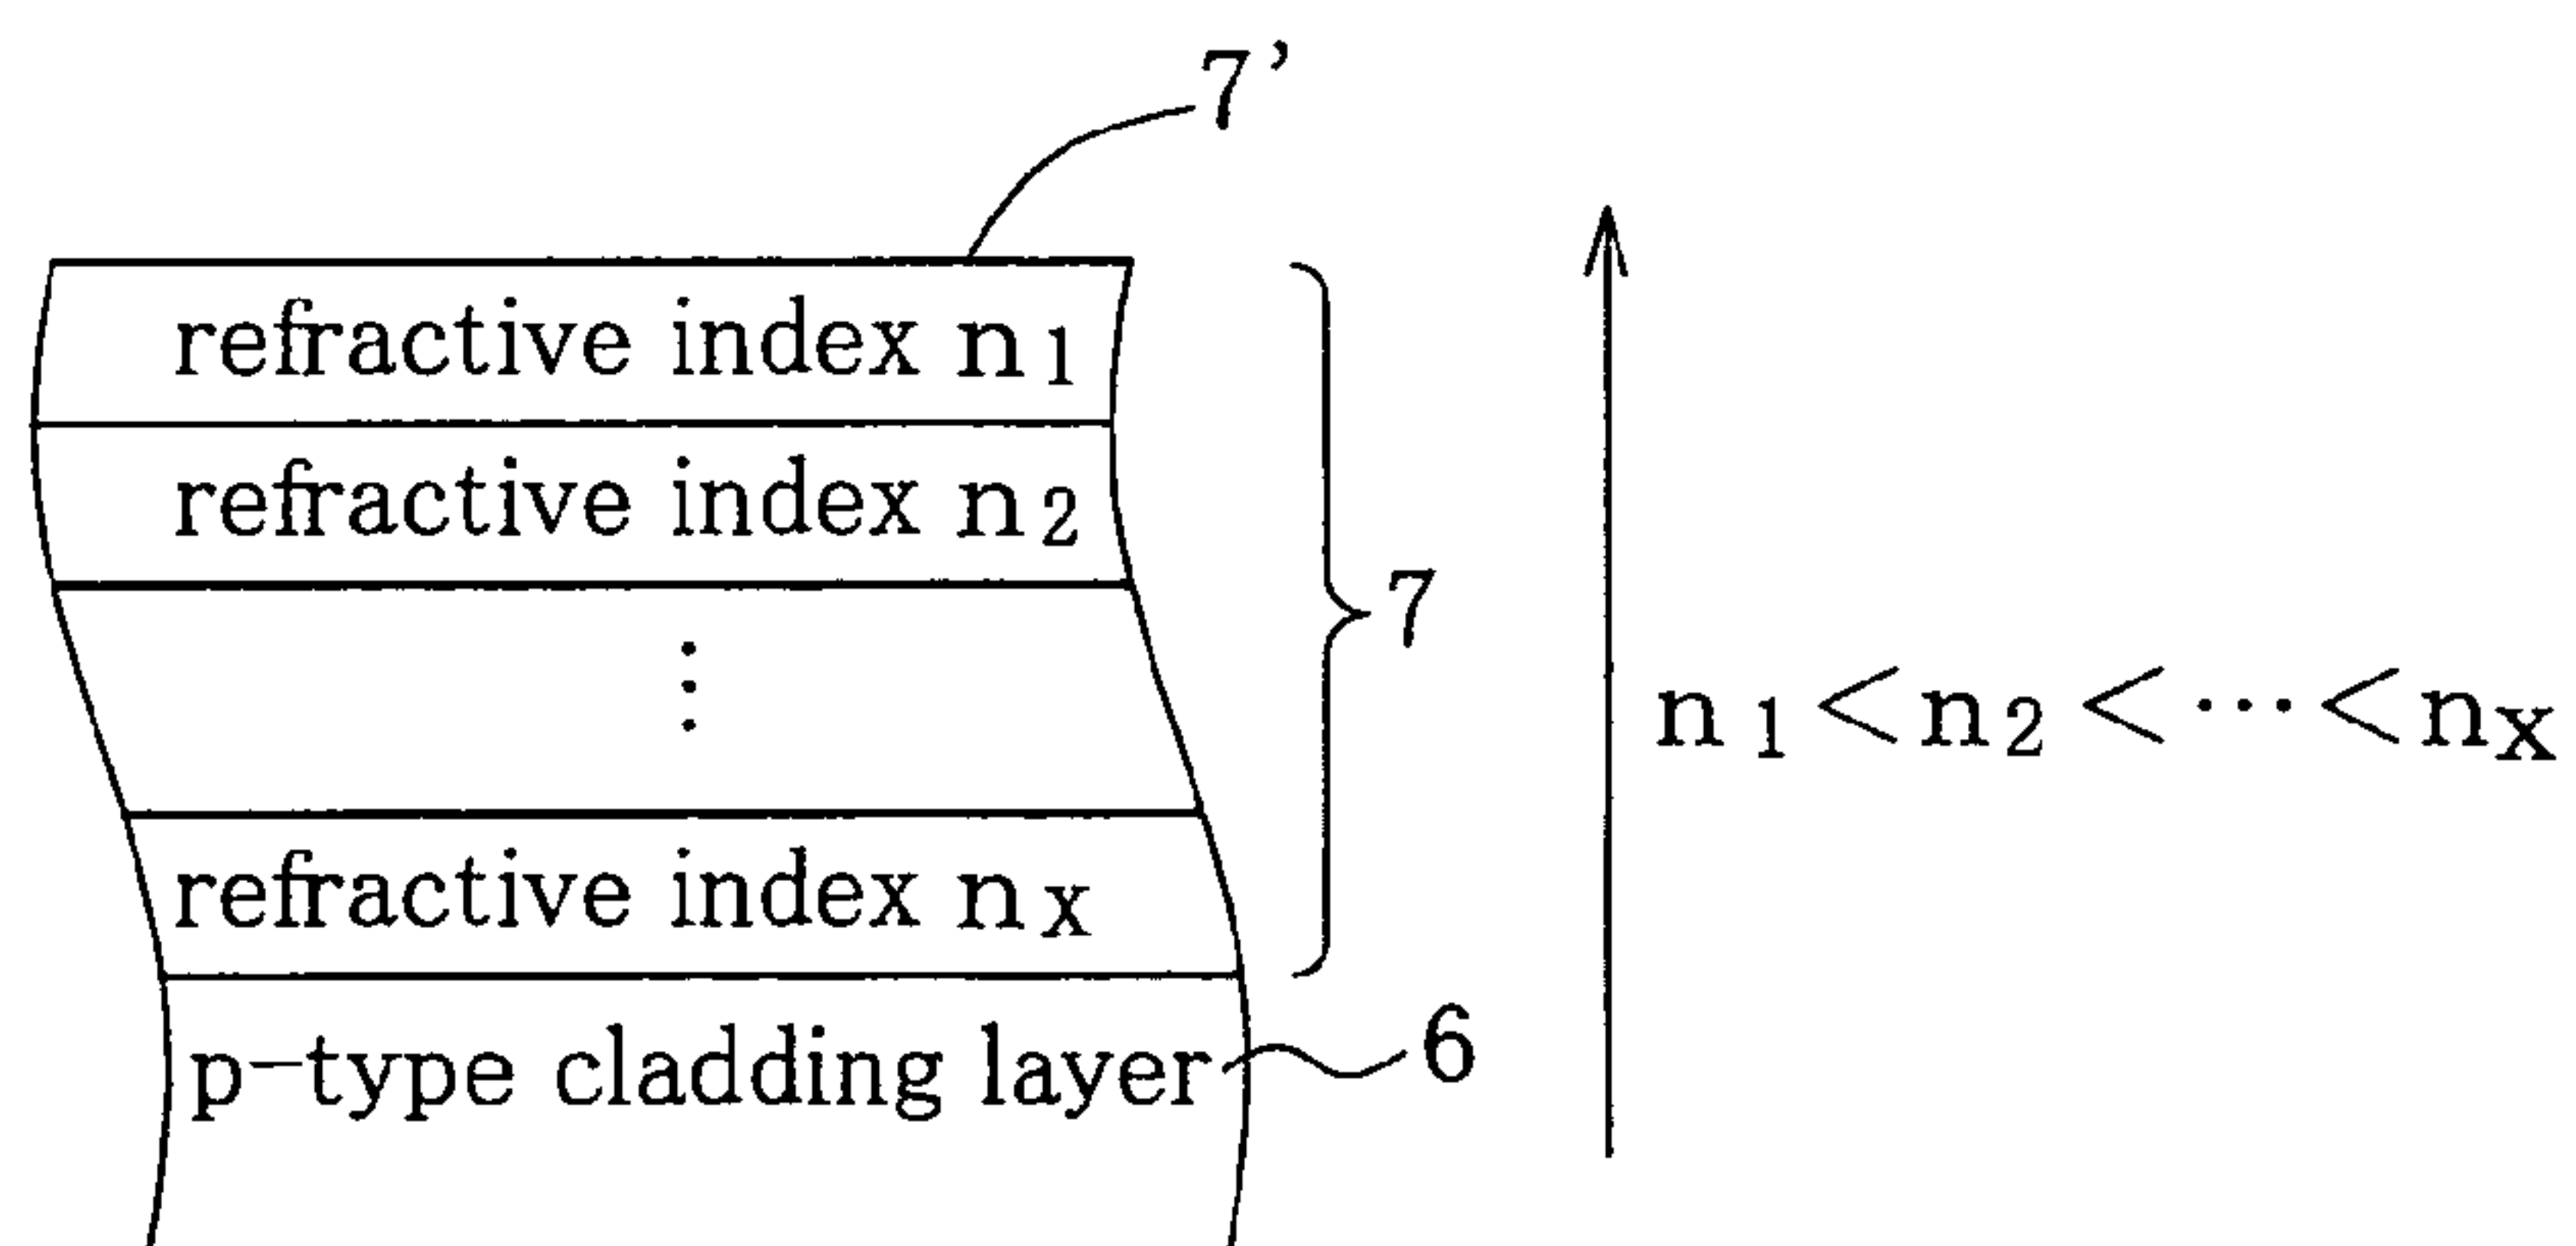 7’
refractive index n₁
refractive index n₂
⋮
7
n₁<n₂<⋯<nₓ
refractive index nₓ
p-type cladding layer
6